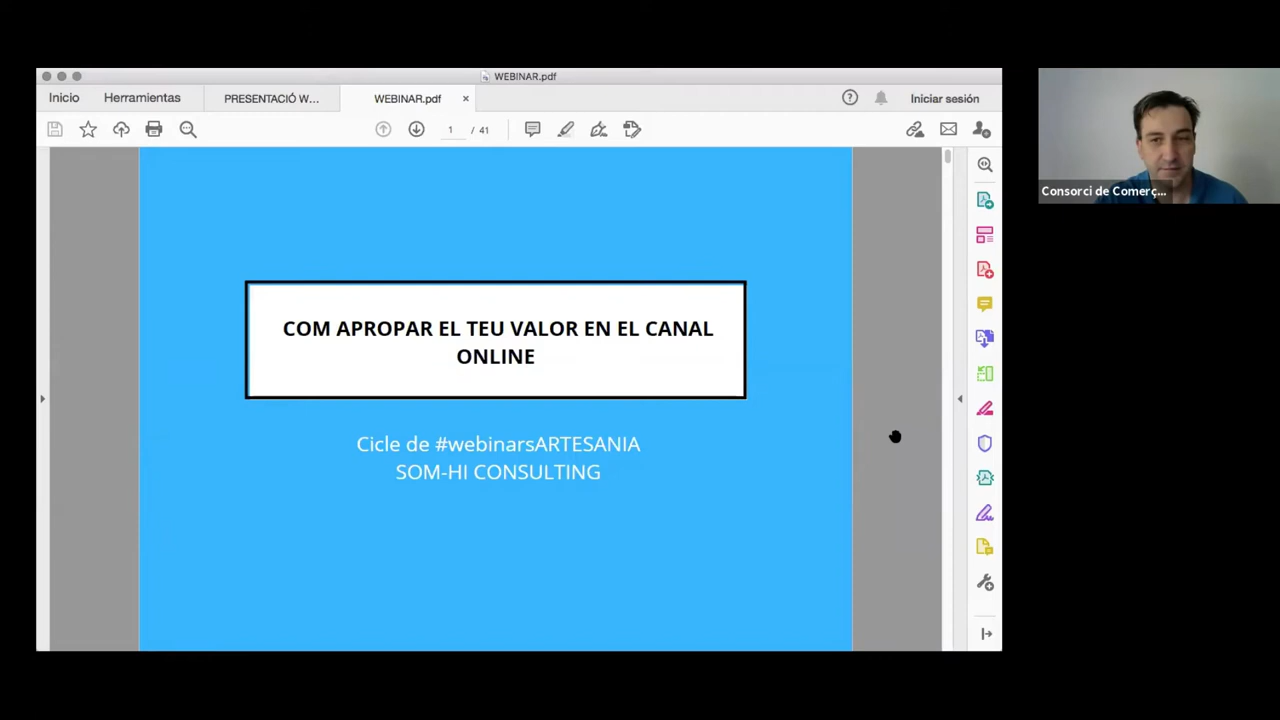 WEBINAR.pdf
Inicio
Herramientas
PRESENTACIÓ W...
WEBINAR.pdf
Iniciar sesión
1 / 41
COM APROPAR EL TEU VALOR EN EL CANAL
ONLINE
Cicle de #webinarsARTESANIA
SOM-HI CONSULTING
Consorci de Comerç...